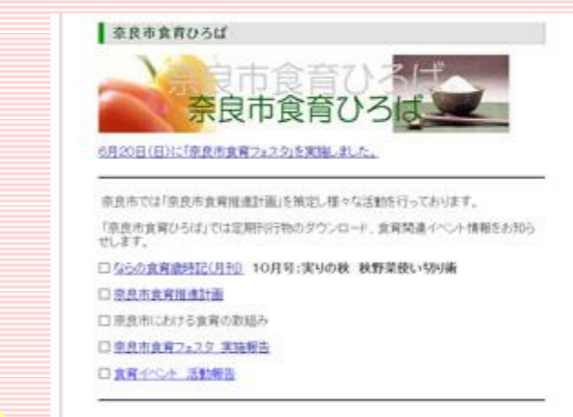 奈良市食育ひろば
奈良市食育ひろば
奈良市食育ひろば
6月20日(日)に「奈良市食育フェスタ」を実施しました。
奈良市では「奈良市食育推進計画」を策定し様々な活動を行っております。
「奈良市食育ひろば」では定期刊行物のダウンロード、食育関連イベント情報をお知ら
せします。
□ ならの食育歳時記(月刊) 10月号:実りの秋 秋野菜使い切り術
□ 奈良市食育推進計画
□ 奈良市における食育の取組み
□ 奈良市食育フェスタ 実施報告
□ 食育イベント 活動報告